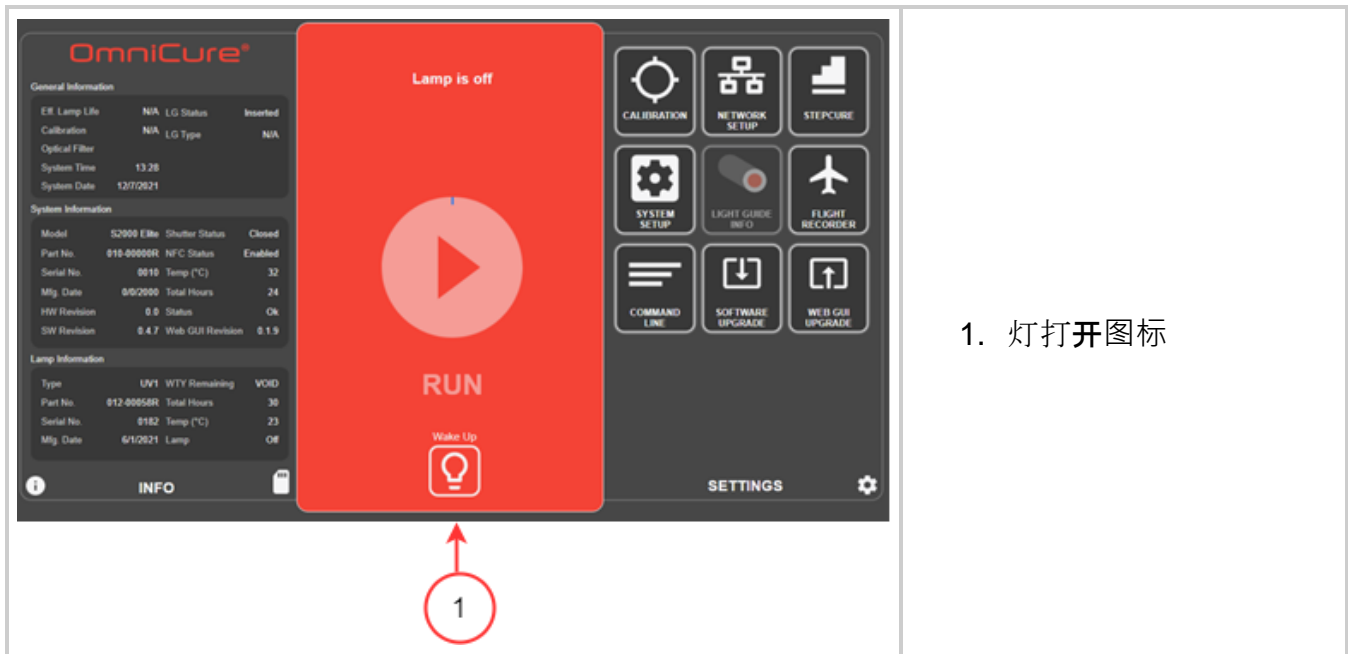 OmniCure®
General Information
Eff. Lamp Life N/A LG Status Inserted
Calibration N/A LG Type N/A
Optical Filter
System Time 13:28
System Date 12/7/2021
System Information
Model S2000 Elite Shutter Status Closed
Part No. 010-00000R NFC Status Enabled
Serial No. 0010 Temp (°C) 32
Mfg. Date 0/0/2000 Total Hours 24
HW Revision 0.0 Status Ok
SW Revision 0.4.7 Web GUI Revision 0.1.9
Lamp Information
Type UV1 WTY Remaining VOID
Part No. 012-00058R Total Hours 30
Serial No. 0182 Temp (°C) 23
Mfg. Date 6/1/2021 Lamp Off
INFO
Lamp is off
RUN
Wake Up
CALIBRATION
NETWORK
SETUP
STEPCURE
SYSTEM
SETUP
LIGHT GUIDE
INFO
FLIGHT
RECORDER
COMMAND
LINE
SOFTWARE
UPGRADE
WEB GUI
UPGRADE
SETTINGS
1
1. 灯打开图标